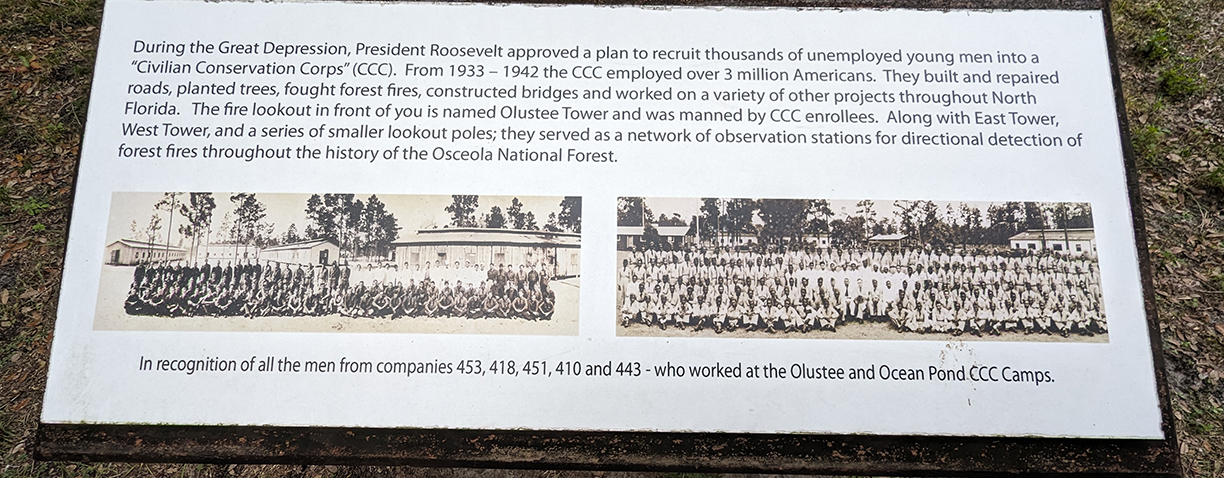 During the Great Depression, President Roosevelt approved a plan to recruit thousands of unemployed young men into a
"Civilian Conservation Corps" (CCC). From 1933 – 1942 the CCC employed over 3 million Americans. They built and repaired
roads, planted trees, fought forest fires, constructed bridges and worked on a variety of other projects throughout North
Florida. The fire lookout in front of you is named Olustee Tower and was manned by CCC enrollees. Along with East Tower,
West Tower, and a series of smaller lookout poles; they served as a network of observation stations for directional detection of
forest fires throughout the history of the Osceola National Forest.
In recognition of all the men from companies 453, 418, 451, 410 and 443 - who worked at the Olustee and Ocean Pond CCC Camps.